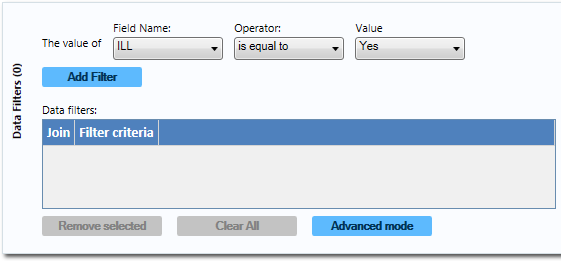 Data Filters (0)
Field Name: Operator: Value
The value of ILL is equal to Yes
Add Filter
Data filters:
Join Filter criteria
Remove selected Clear All Advanced mode